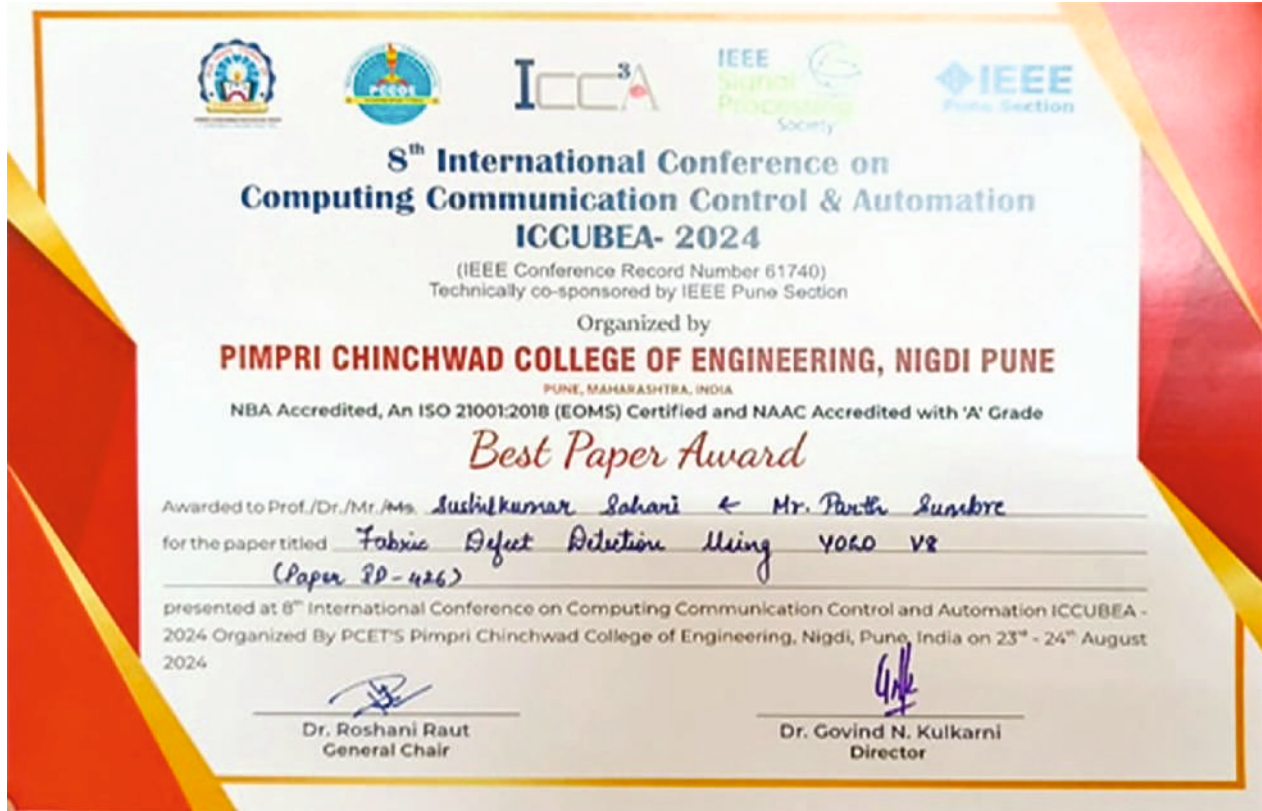 PCCOE
ICC³A
IEEE
Signal
Processing
Society
IEEE
Pune Section
8th International Conference on
Computing Communication Control & Automation
ICCUBEA- 2024
(IEEE Conference Record Number 61740)
Technically co-sponsored by IEEE Pune Section
Organized by
PIMPRI CHINCHWAD COLLEGE OF ENGINEERING, NIGDI PUNE
PUNE, MAHARASHTRA, INDIA
NBA Accredited, An ISO 21001:2018 (EOMS) Certified and NAAC Accredited with 'A' Grade
Best Paper Award
Awarded to Prof./Dr./Mr./Ms. Sushilkumar Sahani & Mr. Parth Sumbre
for the paper titled Fabric Defect Detection Using YOLO V8
(Paper ID-426)
presented at 8th International Conference on Computing Communication Control and Automation ICCUBEA -
2024 Organized By PCET'S Pimpri Chinchwad College of Engineering, Nigdi, Pune, India on 23rd - 24th August
2024
Dr. Roshani Raut
General Chair
Dr. Govind N. Kulkarni
Director